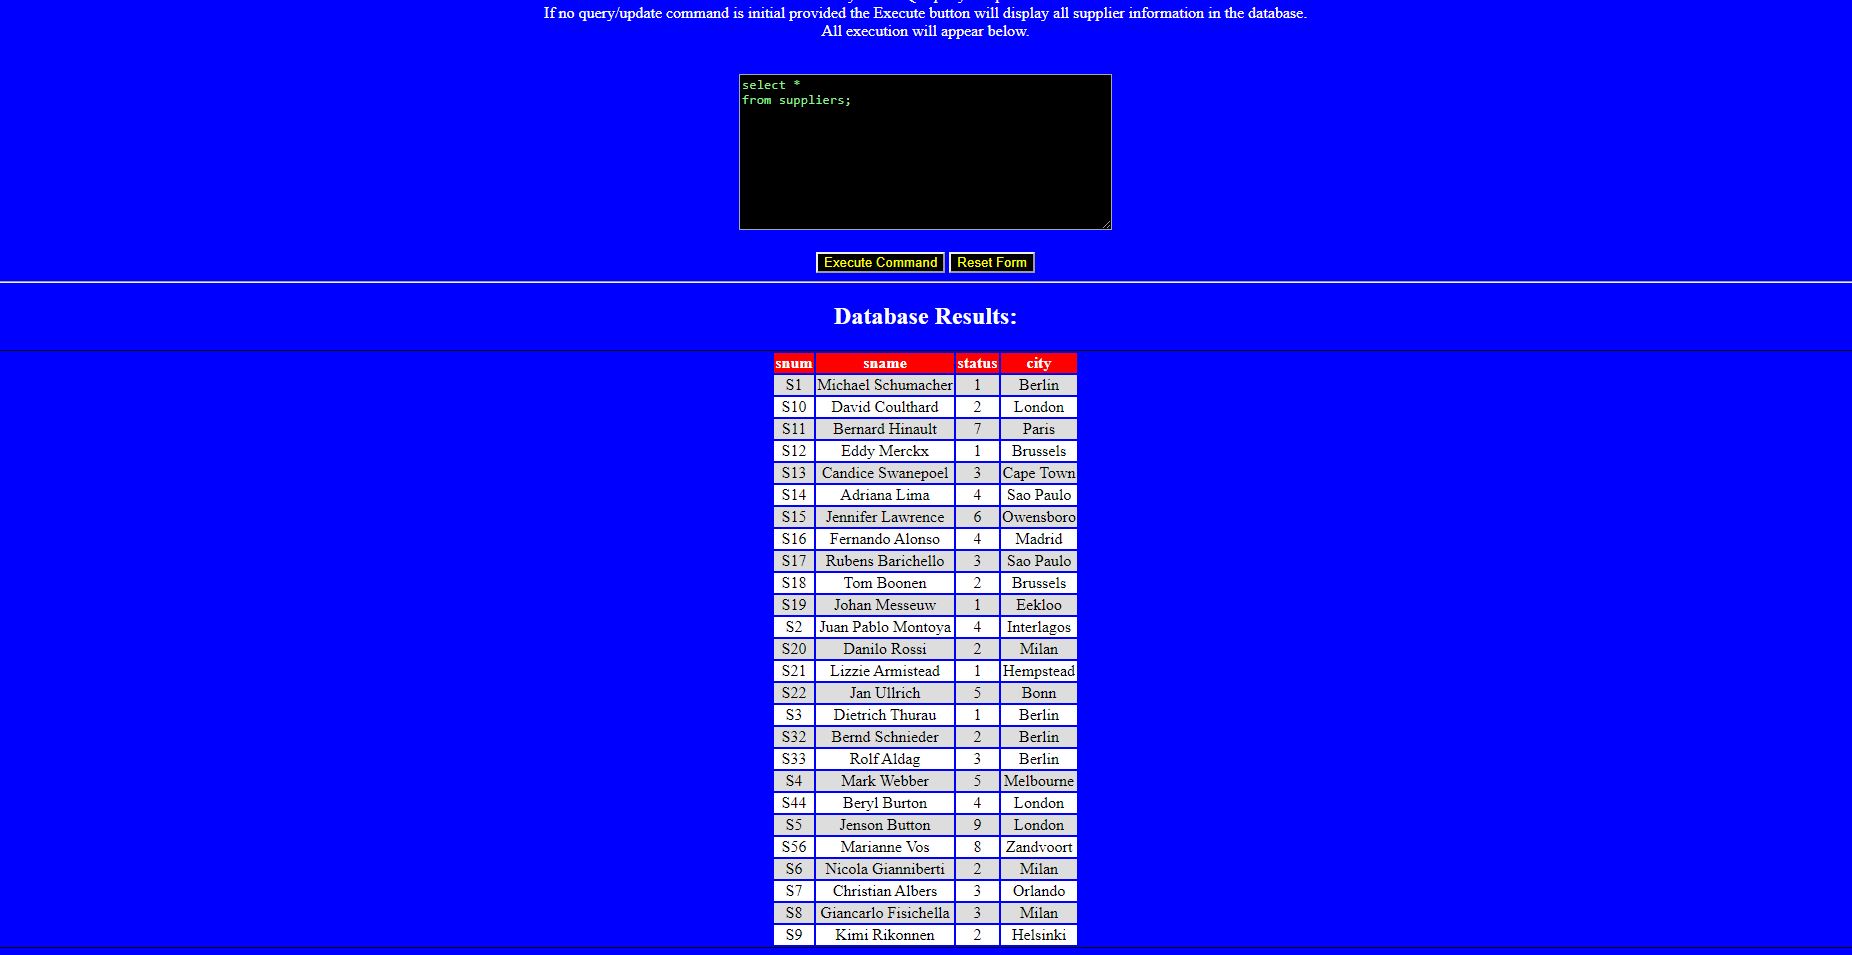 If no query/update command is initial provided the Execute button will display all supplier information in the database.
All execution will appear below.
select *
from suppliers;
Execute Command Reset Form
Database Results:
snum sname status city
S1 Michael Schumacher 1 Berlin
S10 David Coulthard 2 London
S11 Bernard Hinault 7 Paris
S12 Eddy Merckx 1 Brussels
S13 Candice Swanepoel 3 Cape Town
S14 Adriana Lima 4 Sao Paulo
S15 Jennifer Lawrence 6 Owensboro
S16 Fernando Alonso 4 Madrid
S17 Rubens Barichello 3 Sao Paulo
S18 Tom Boonen 2 Brussels
S19 Johan Messeuw 1 Eekloo
S2 Juan Pablo Montoya 4 Interlagos
S20 Danilo Rossi 2 Milan
S21 Lizzie Armistead 1 Hempstead
S22 Jan Ullrich 5 Bonn
S3 Dietrich Thurau 1 Berlin
S32 Bernd Schnieder 2 Berlin
S33 Rolf Aldag 3 Berlin
S4 Mark Webber 5 Melbourne
S44 Beryl Burton 4 London
S5 Jenson Button 9 London
S56 Marianne Vos 8 Zandvoort
S6 Nicola Gianniberti 2 Milan
S7 Christian Albers 3 Orlando
S8 Giancarlo Fisichella 3 Milan
S9 Kimi Rikonnen 2 Helsinki